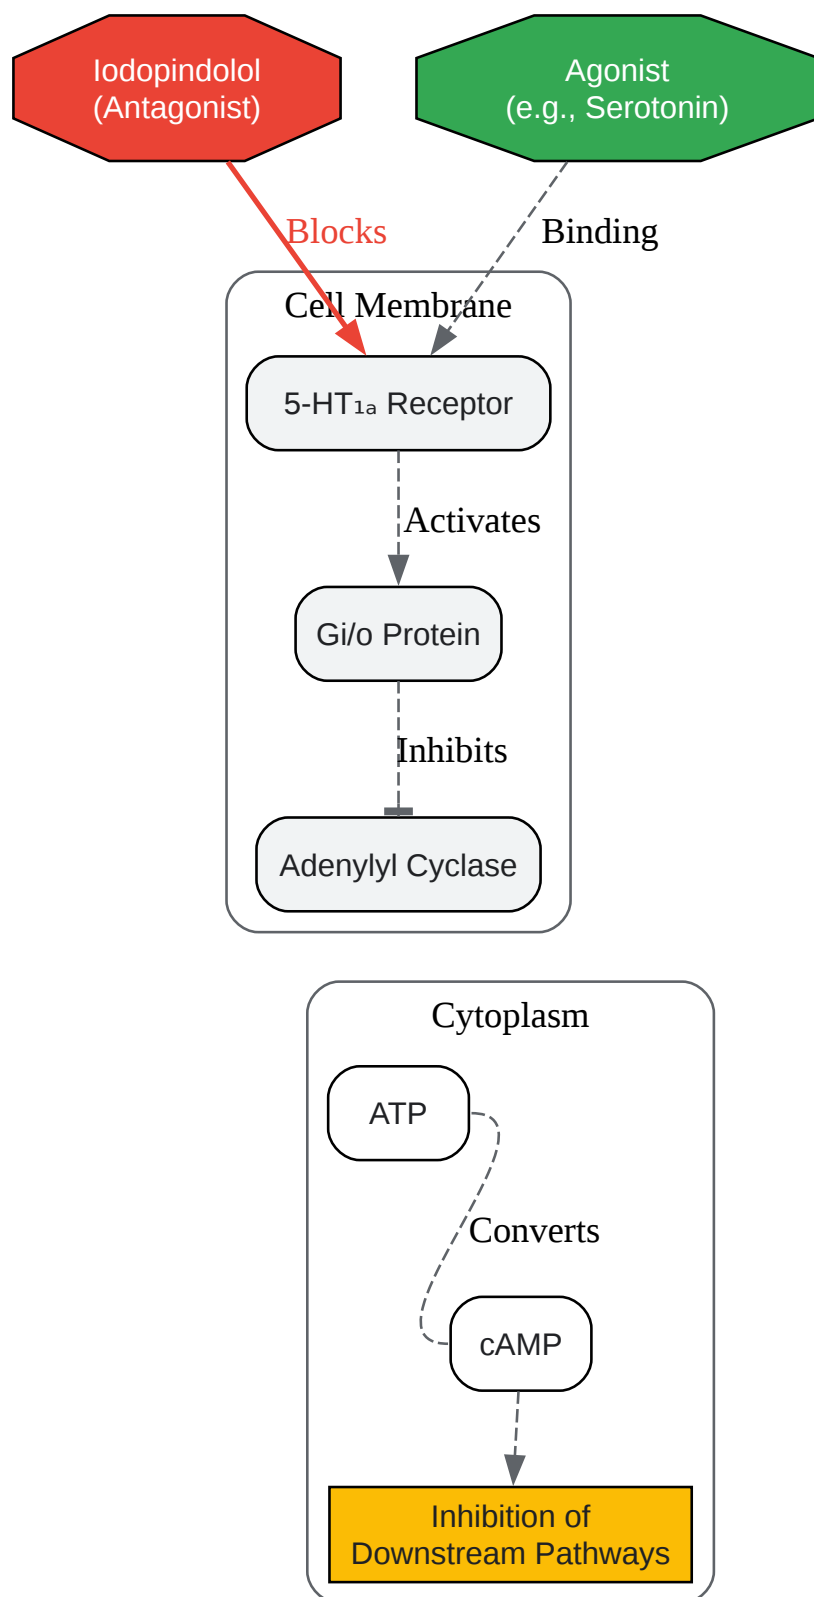 Iodopindolol
(Antagonist)
Agonist
(e.g., Serotonin)
Blocks
Binding
Cell Membrane
5-HT₁ₐ Receptor
Activates
Gi/o Protein
Inhibits
Adenylyl Cyclase
Cytoplasm
ATP
Converts
cAMP
Inhibition of
Downstream Pathways